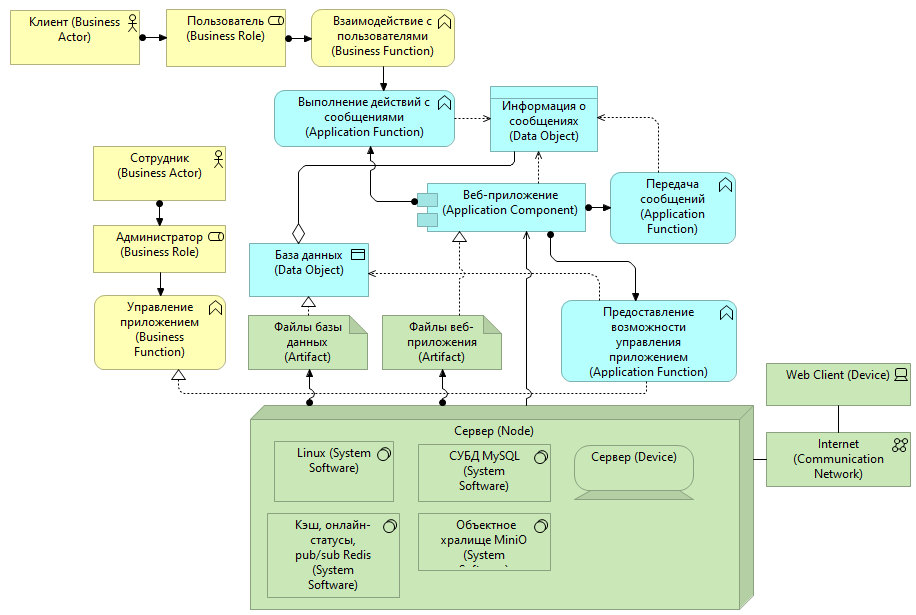 Клиент (Business
Actor)
Пользователь
(Business Role)
Взаимодействие с
пользователями
(Business Function)
Выполнение действий с
сообщениями
(Application Function)
Информация о
сообщениях
(Data Object)
Сотрудник
(Business Actor)
Веб-приложение
(Application Component)
Передача
сообщений
(Application
Function)
Администратор
(Business Role)
База данных
(Data Object)
Управление
приложением
(Business
Function)
Файлы базы
данных
(Artifact)
Файлы веб-
приложения
(Artifact)
Предоставление
возможности
управления
приложением
(Application Function)
Web Client (Device)
Internet
(Communication
Network)
Сервер (Node)
Linux (System
Software)
СУБД MySQL
(System
Software)
Сервер (Device)
Кэш, онлайн-
статусы,
pub/sub Redis
(System
Software)
Объектное
хралище MiniO
(System